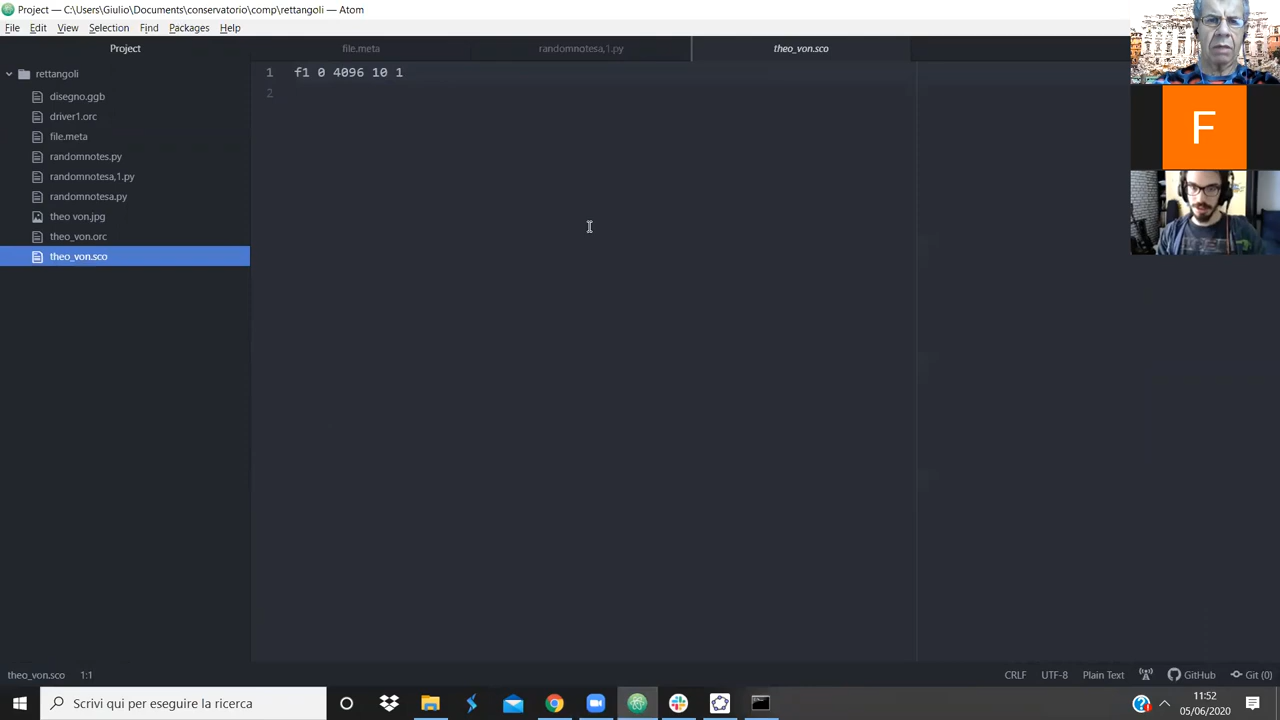 Project — C:\Users\Giulio\Documents\conservatorio\comp\rettangoli — Atom
File Edit View Selection Find Packages Help
Project
file.meta
randomnotesa,1.py
theo_von.sco
rettangoli
disegno.ggb
driver1.orc
file.meta
randomnotes.py
randomnotesa,1.py
randomnotesa.py
theo von.jpg
theo_von.orc
theo_von.sco
1 f1 0 4096 10 1
2
F
theo_von.sco 1:1
CRLF UTF-8 Plain Text GitHub Git (0)
Scrivi qui per eseguire la ricerca
11:52
05/06/2020